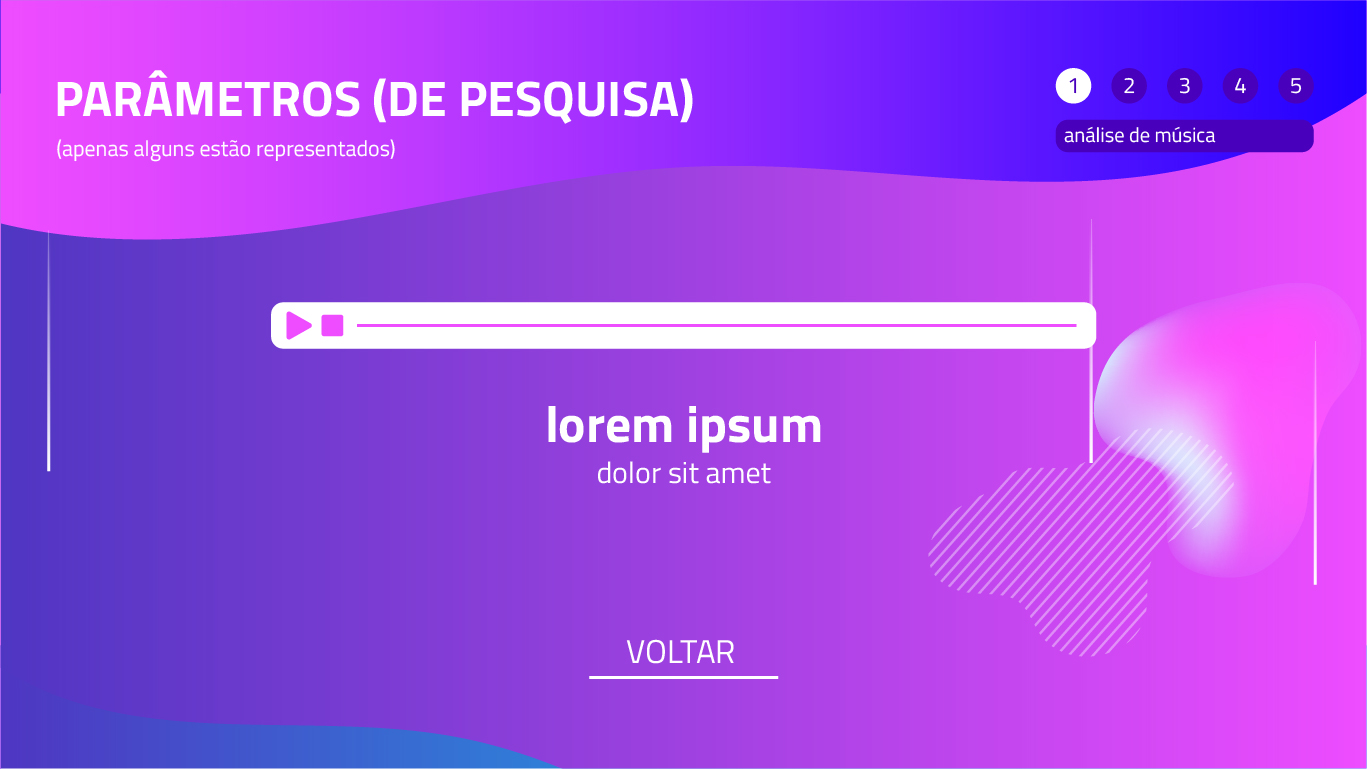 PARÂMETROS (DE PESQUISA)
(apenas alguns estão representados)
1 2 3 4 5
análise de música
lorem ipsum
dolor sit amet
VOLTAR